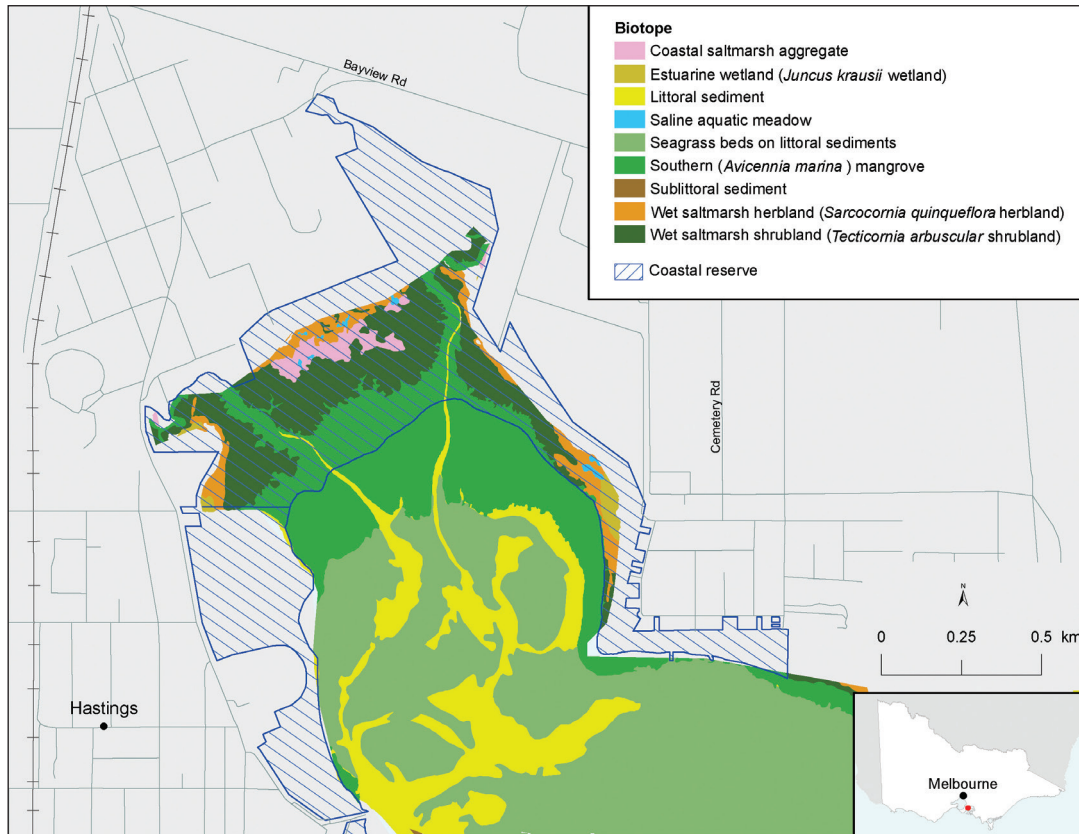 Bayview Rd
Biotope
Coastal saltmarsh aggregate
Estuarine wetland (Juncus krausii wetland)
Littoral sediment
Saline aquatic meadow
Seagrass beds on littoral sediments
Southern (Avicennia marina ) mangrove
Sublittoral sediment
Wet saltmarsh herbland (Sarcocornia quinqueflora herbland)
Wet saltmarsh shrubland (Tecticornia arbuscular shrubland)
Coastal reserve
Cemetery Rd
N
0 0.25 0.5 km
Hastings
Melbourne